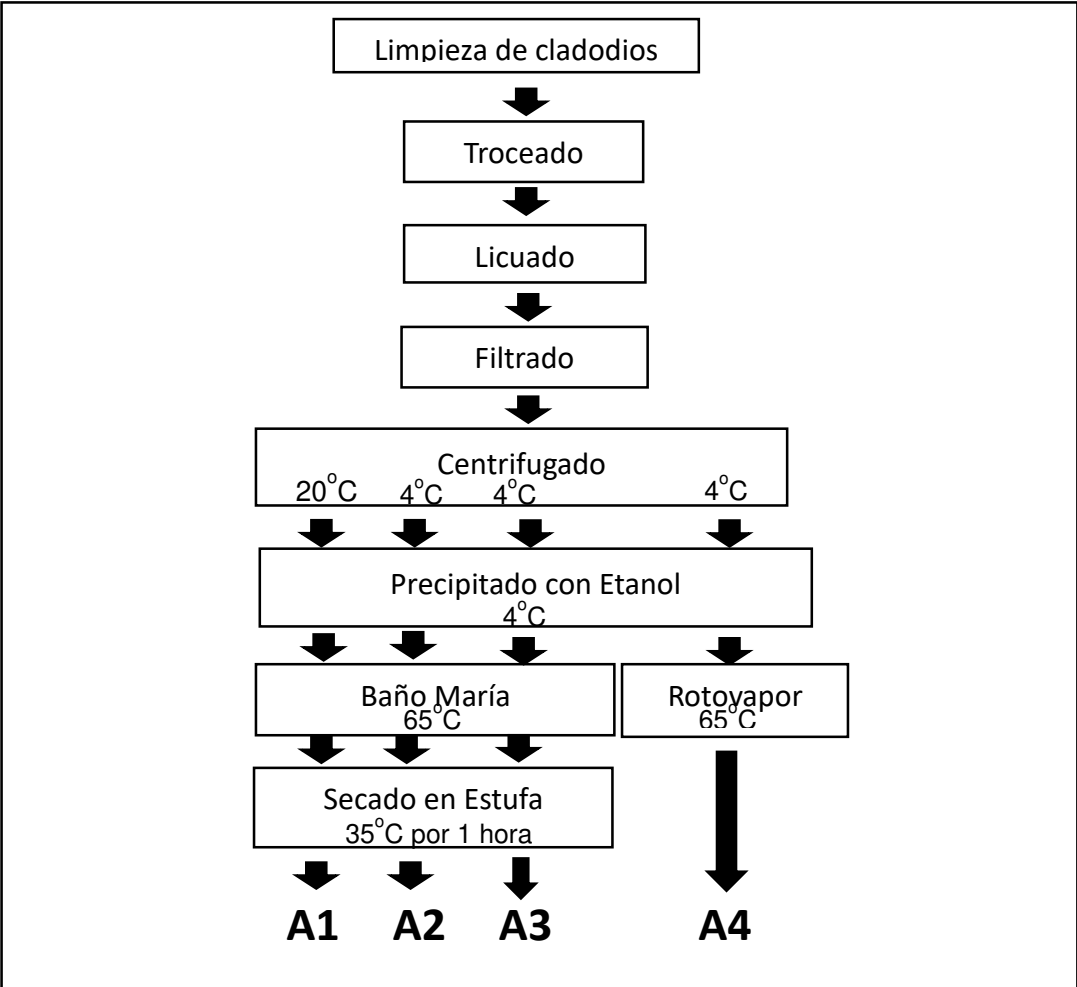 Limpieza de cladodios
Troceado
Licuado
Filtrado
Centrifugado
20°C 4°C 4°C 4°C
Precipitado con Etanol
4°C
Baño María
65°C
Rotovapor
65°C
Secado en Estufa
35°C por 1 hora
A1 A2 A3 A4